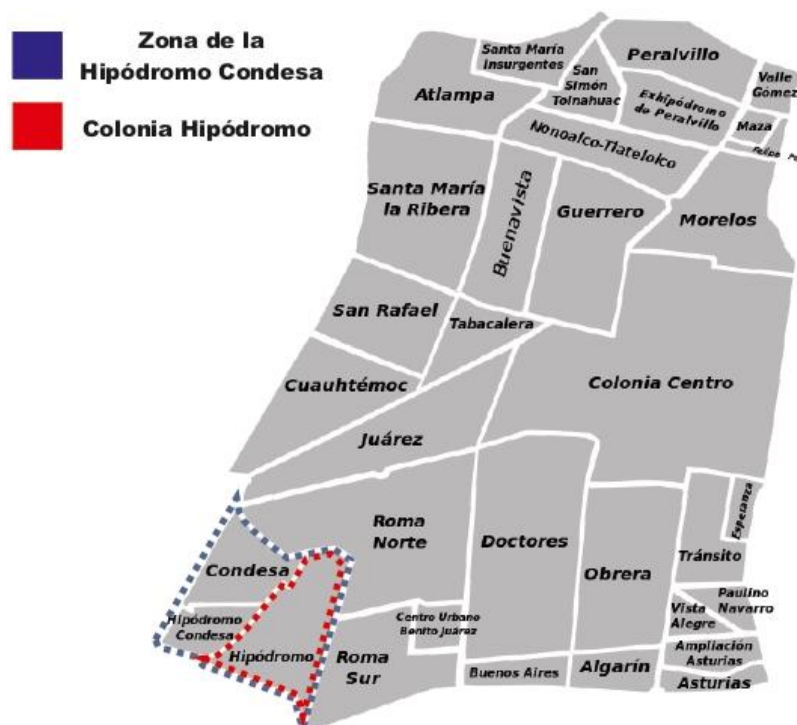 Zona de la
Hipódromo Condesa
Colonia Hipódromo
Santa María
Insurgentes
Peralvillo
San
Simón
Tolnahuac
Valle
Gómez
Atlampa
Exhipódromo
de Peralvillo
Maza
Nonoalco-Tlatelolco
Felipe
Santa María
la Ribera
Buenavista
Guerrero
Morelos
San Rafael
Tabacalera
Cuauhtémoc
Colonia Centro
Juárez
Esperanza
Roma
Norte
Doctores
Tránsito
Condesa
Obrera
Paulino
Navarro
Vista
Alegre
Hipódromo
Condesa
Centro Urbano
Benito Juárez
Hipódromo
Roma
Sur
Ampliación
Asturias
Buenos Aires
Algarín
Asturias